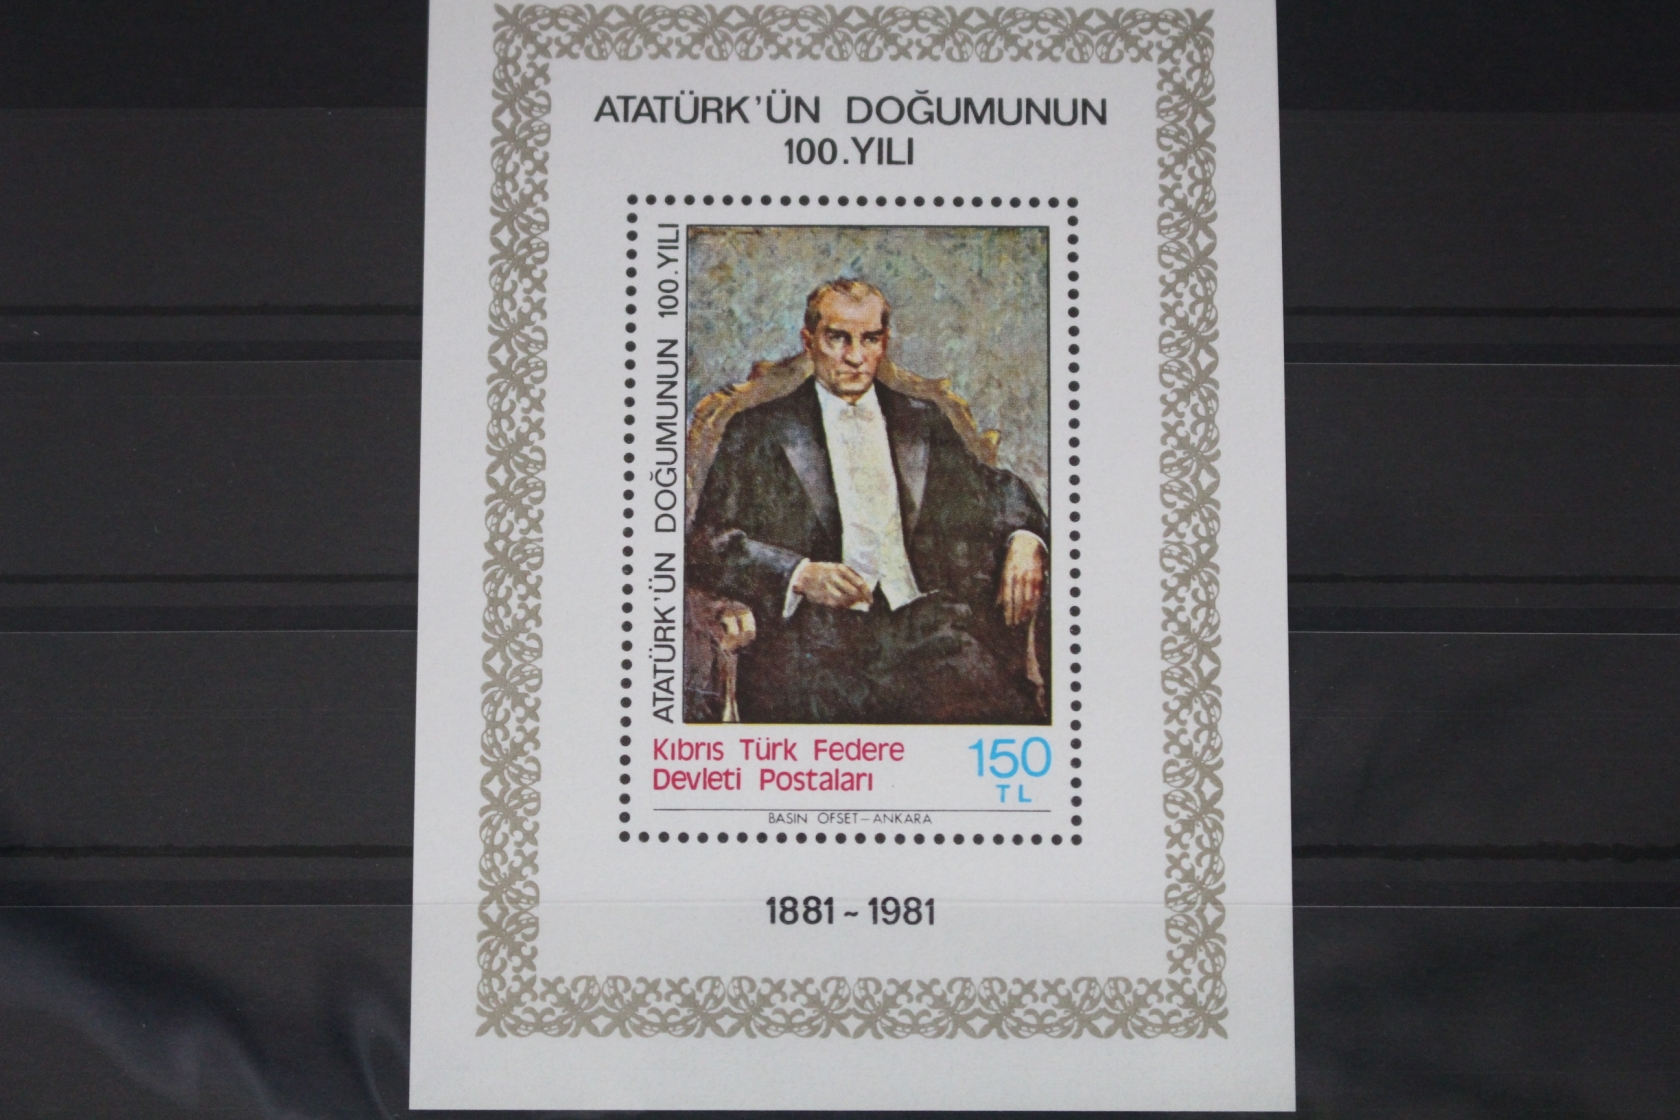 ATATÜRK'ÜN DOĞUMUNUN
100.YILI
ATATÜRK'ÜN DOĞUMUNUN 100.YILI
Kıbrıs Türk Federe
Devleti Postaları
150
TL
BASIN OFSET—ANKARA
1881~1981